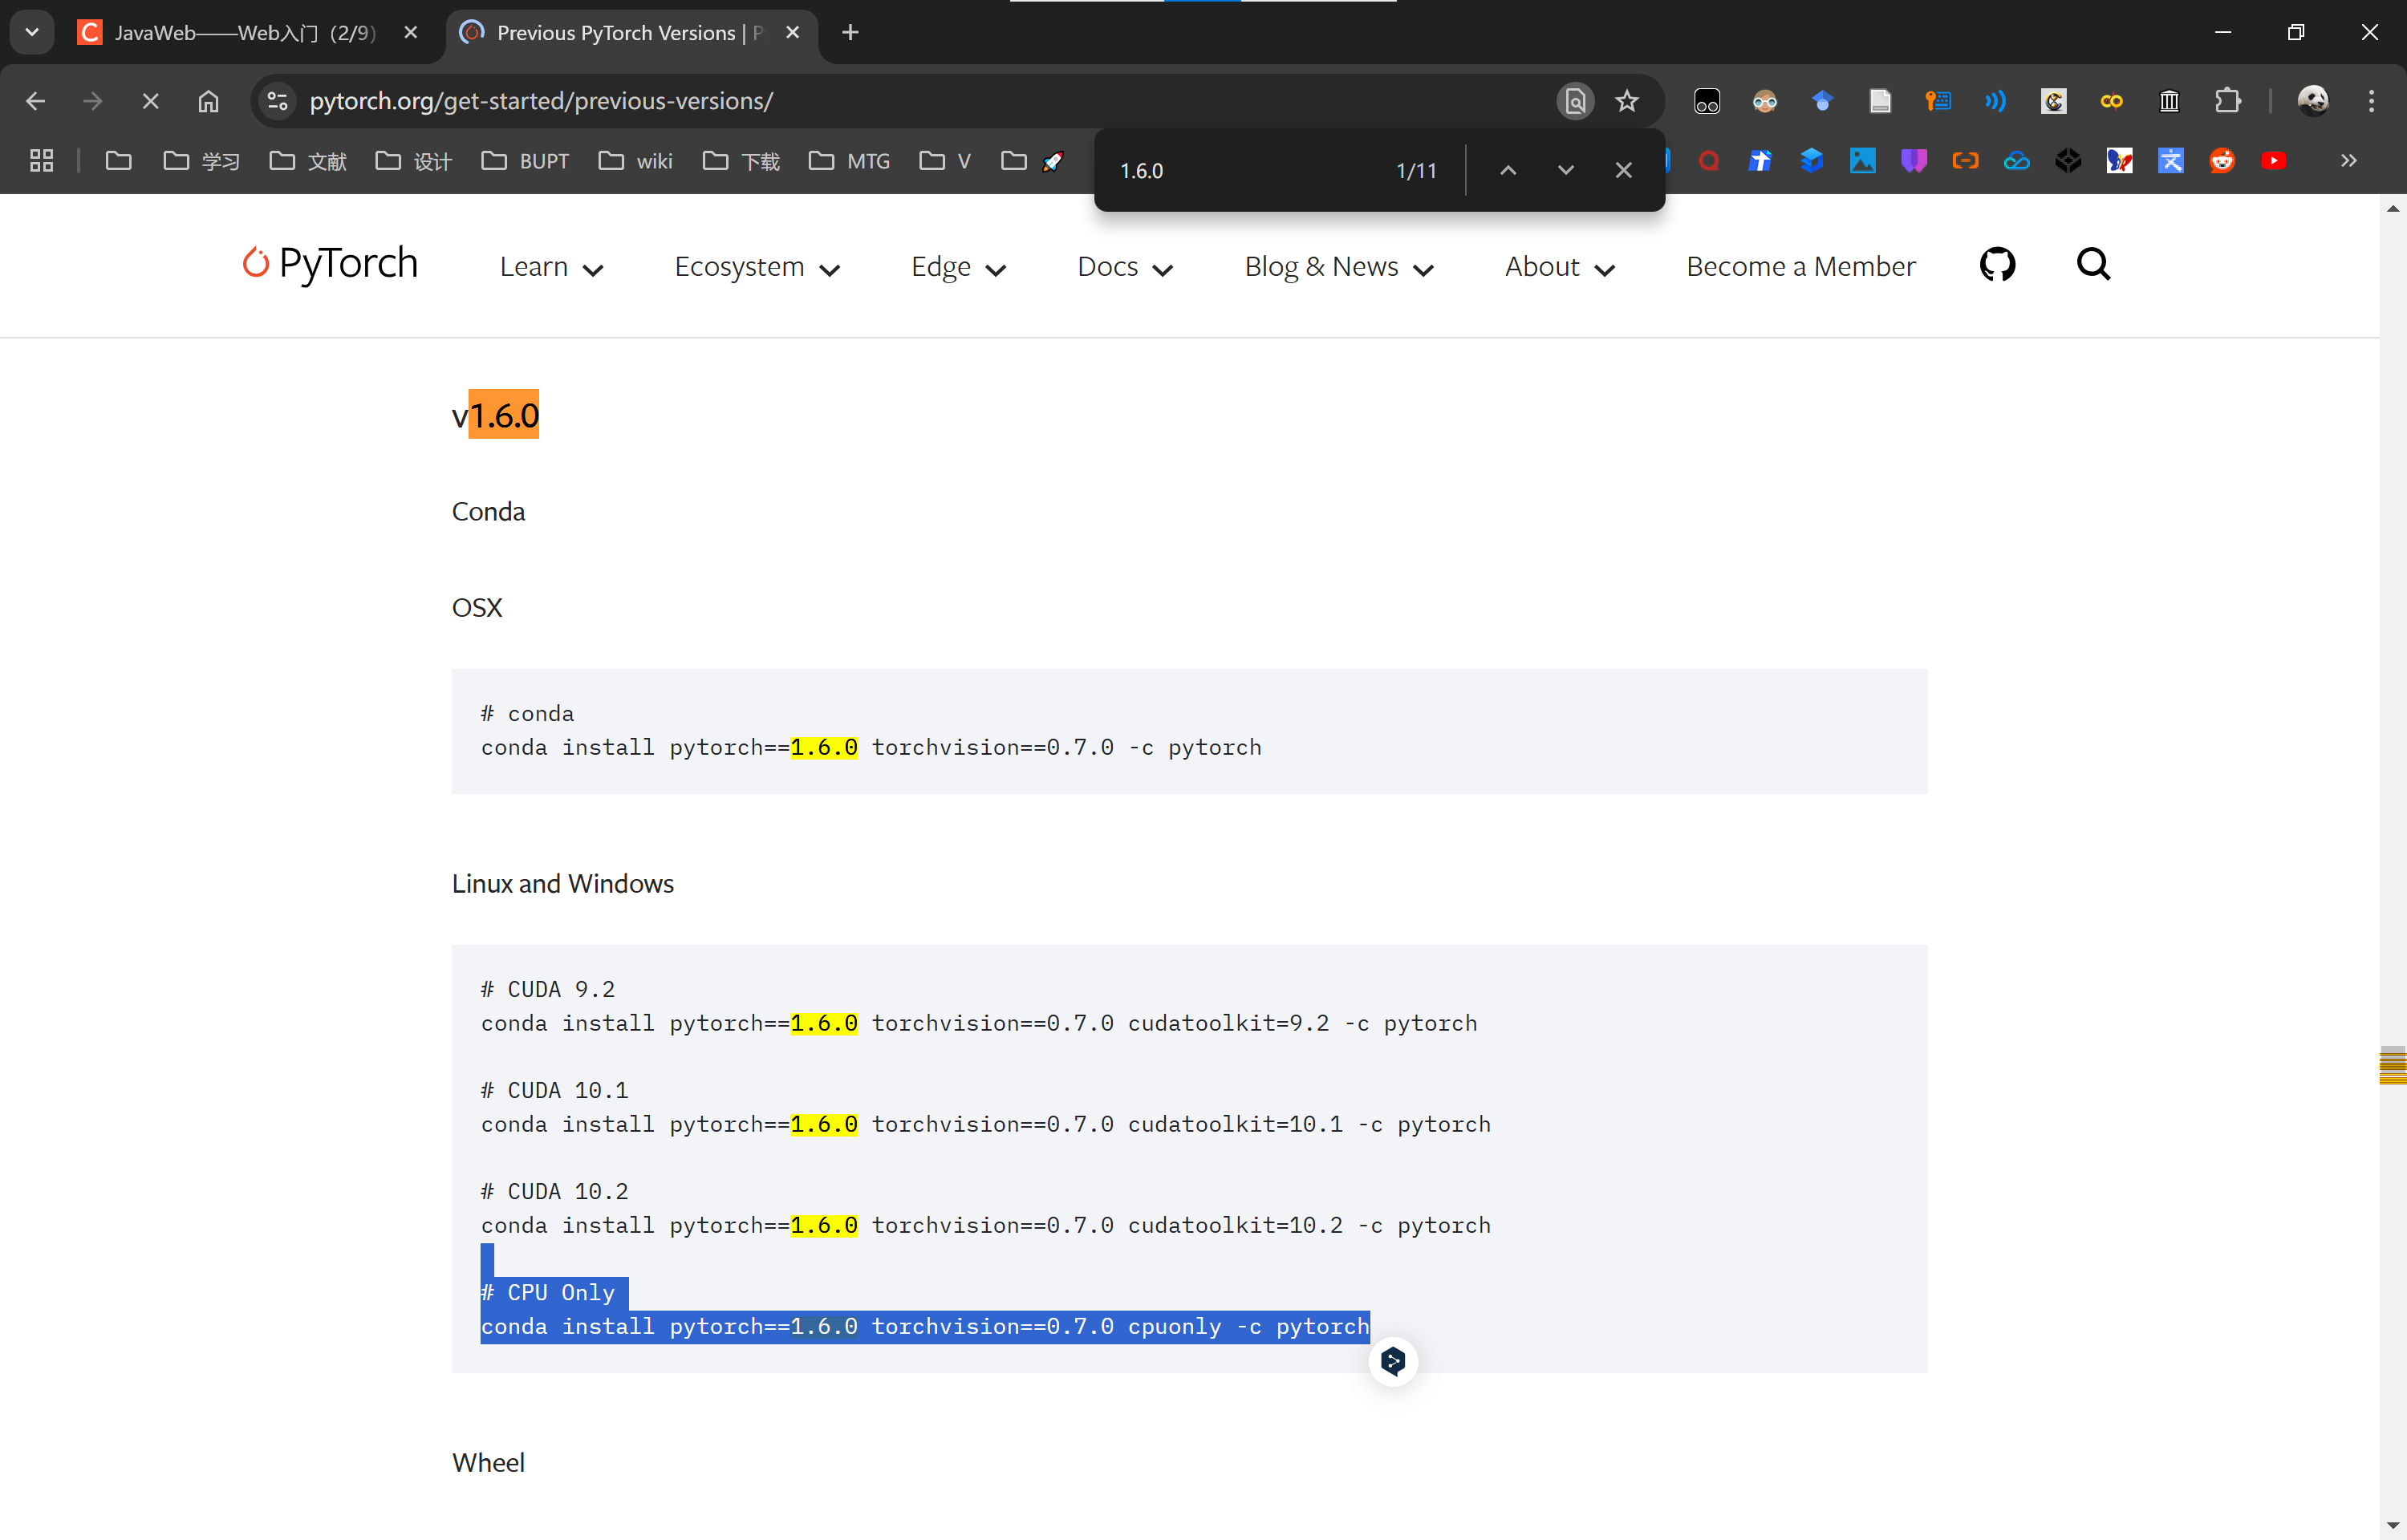 JavaWeb——Web入门（2/9）
Previous PyTorch Versions | P
pytorch.org/get-started/previous-versions/
学习
文献
设计
BUPT
wiki
下载
MTG
V
1.6.0
1/11
PyTorch
Learn
Ecosystem
Edge
Docs
Blog & News
About
Become a Member
v1.6.0
Conda
OSX
# conda
conda install pytorch==1.6.0 torchvision==0.7.0 -c pytorch
Linux and Windows
# CUDA 9.2
conda install pytorch==1.6.0 torchvision==0.7.0 cudatoolkit=9.2 -c pytorch
# CUDA 10.1
conda install pytorch==1.6.0 torchvision==0.7.0 cudatoolkit=10.1 -c pytorch
# CUDA 10.2
conda install pytorch==1.6.0 torchvision==0.7.0 cudatoolkit=10.2 -c pytorch
# CPU Only
conda install pytorch==1.6.0 torchvision==0.7.0 cpuonly -c pytorch
Wheel